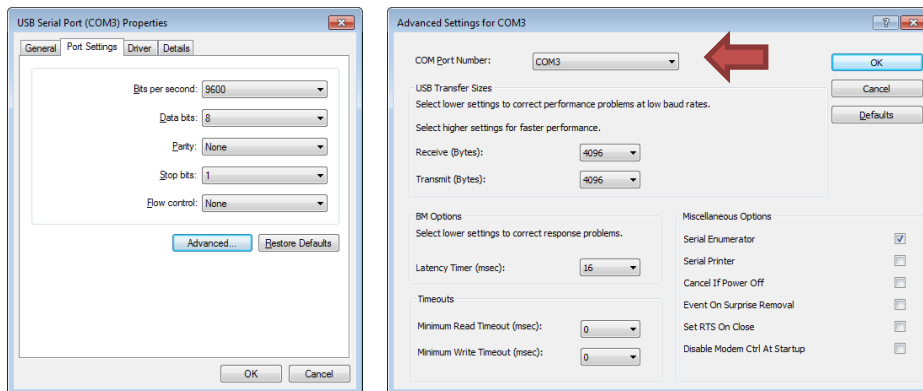 USB Serial Port (COM3) Properties
General Port Settings Driver Details
Bits per second: 9600
Data bits: 8
Parity: None
Stop bits: 1
Flow control: None
Advanced... Restore Defaults
OK Cancel
Advanced Settings for COM3
COM Port Number: COM3
OK
Cancel
Defaults
USB Transfer Sizes
Select lower settings to correct performance problems at low baud rates.
Select higher settings for faster performance.
Receive (Bytes): 4096
Transmit (Bytes): 4096
BM Options
Select lower settings to correct response problems.
Latency Timer (msec): 16
Timeouts
Minimum Read Timeout (msec): 0
Minimum Write Timeout (msec): 0
Miscellaneous Options
Serial Enumerator
Serial Printer
Cancel If Power Off
Event On Surprise Removal
Set RTS On Close
Disable Modem Ctrl At Startup